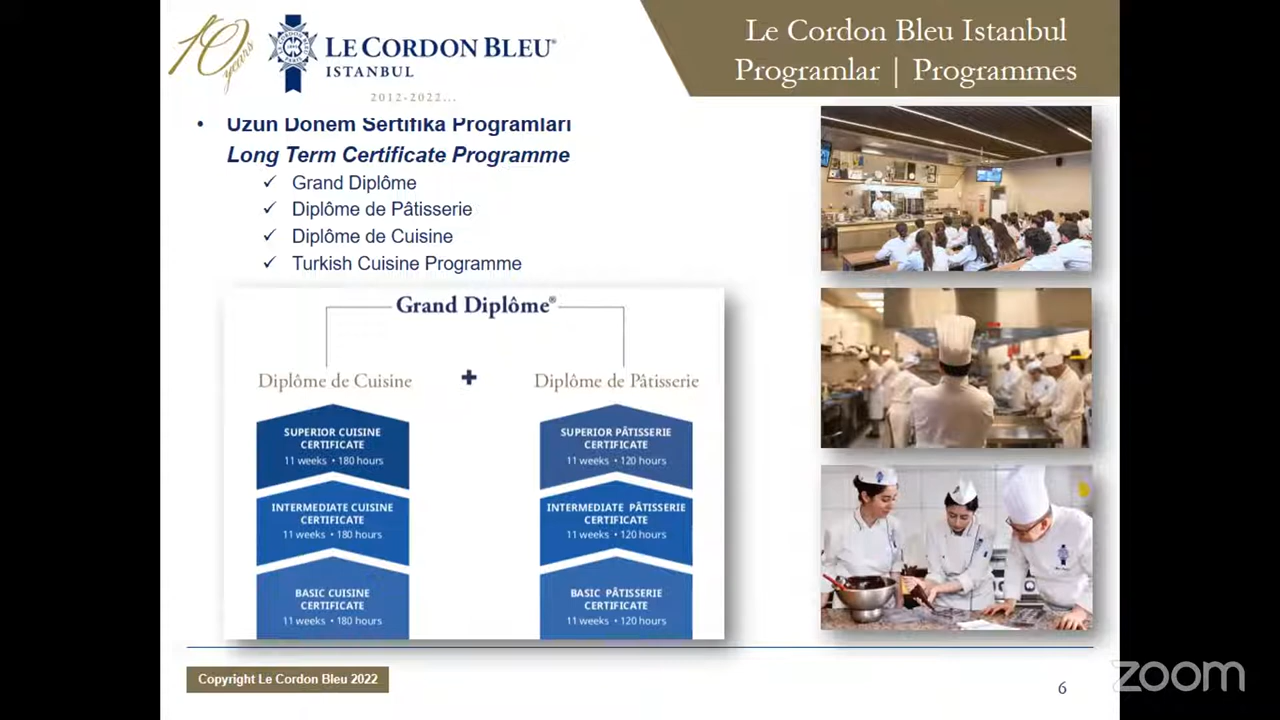 10 years
LE CORDON BLEU®
ISTANBUL
2012-2022...
Le Cordon Bleu Istanbul
Programlar | Programmes
• Uzun Dönem Sertifika Programları
Long Term Certificate Programme
✓ Grand Diplôme
✓ Diplôme de Pâtisserie
✓ Diplôme de Cuisine
✓ Turkish Cuisine Programme
Grand Diplôme®
Diplôme de Cuisine + Diplôme de Pâtisserie
SUPERIOR CUISINE
CERTIFICATE
11 weeks • 180 hours
SUPERIOR PÂTISSERIE
CERTIFICATE
11 weeks • 120 hours
INTERMEDIATE CUISINE
CERTIFICATE
11 weeks • 180 hours
INTERMEDIATE PÂTISSERIE
CERTIFICATE
11 weeks • 120 hours
BASIC CUISINE
CERTIFICATE
11 weeks • 180 hours
BASIC PÂTISSERIE
CERTIFICATE
11 weeks • 120 hours
Copyright Le Cordon Bleu 2022
6
zoom